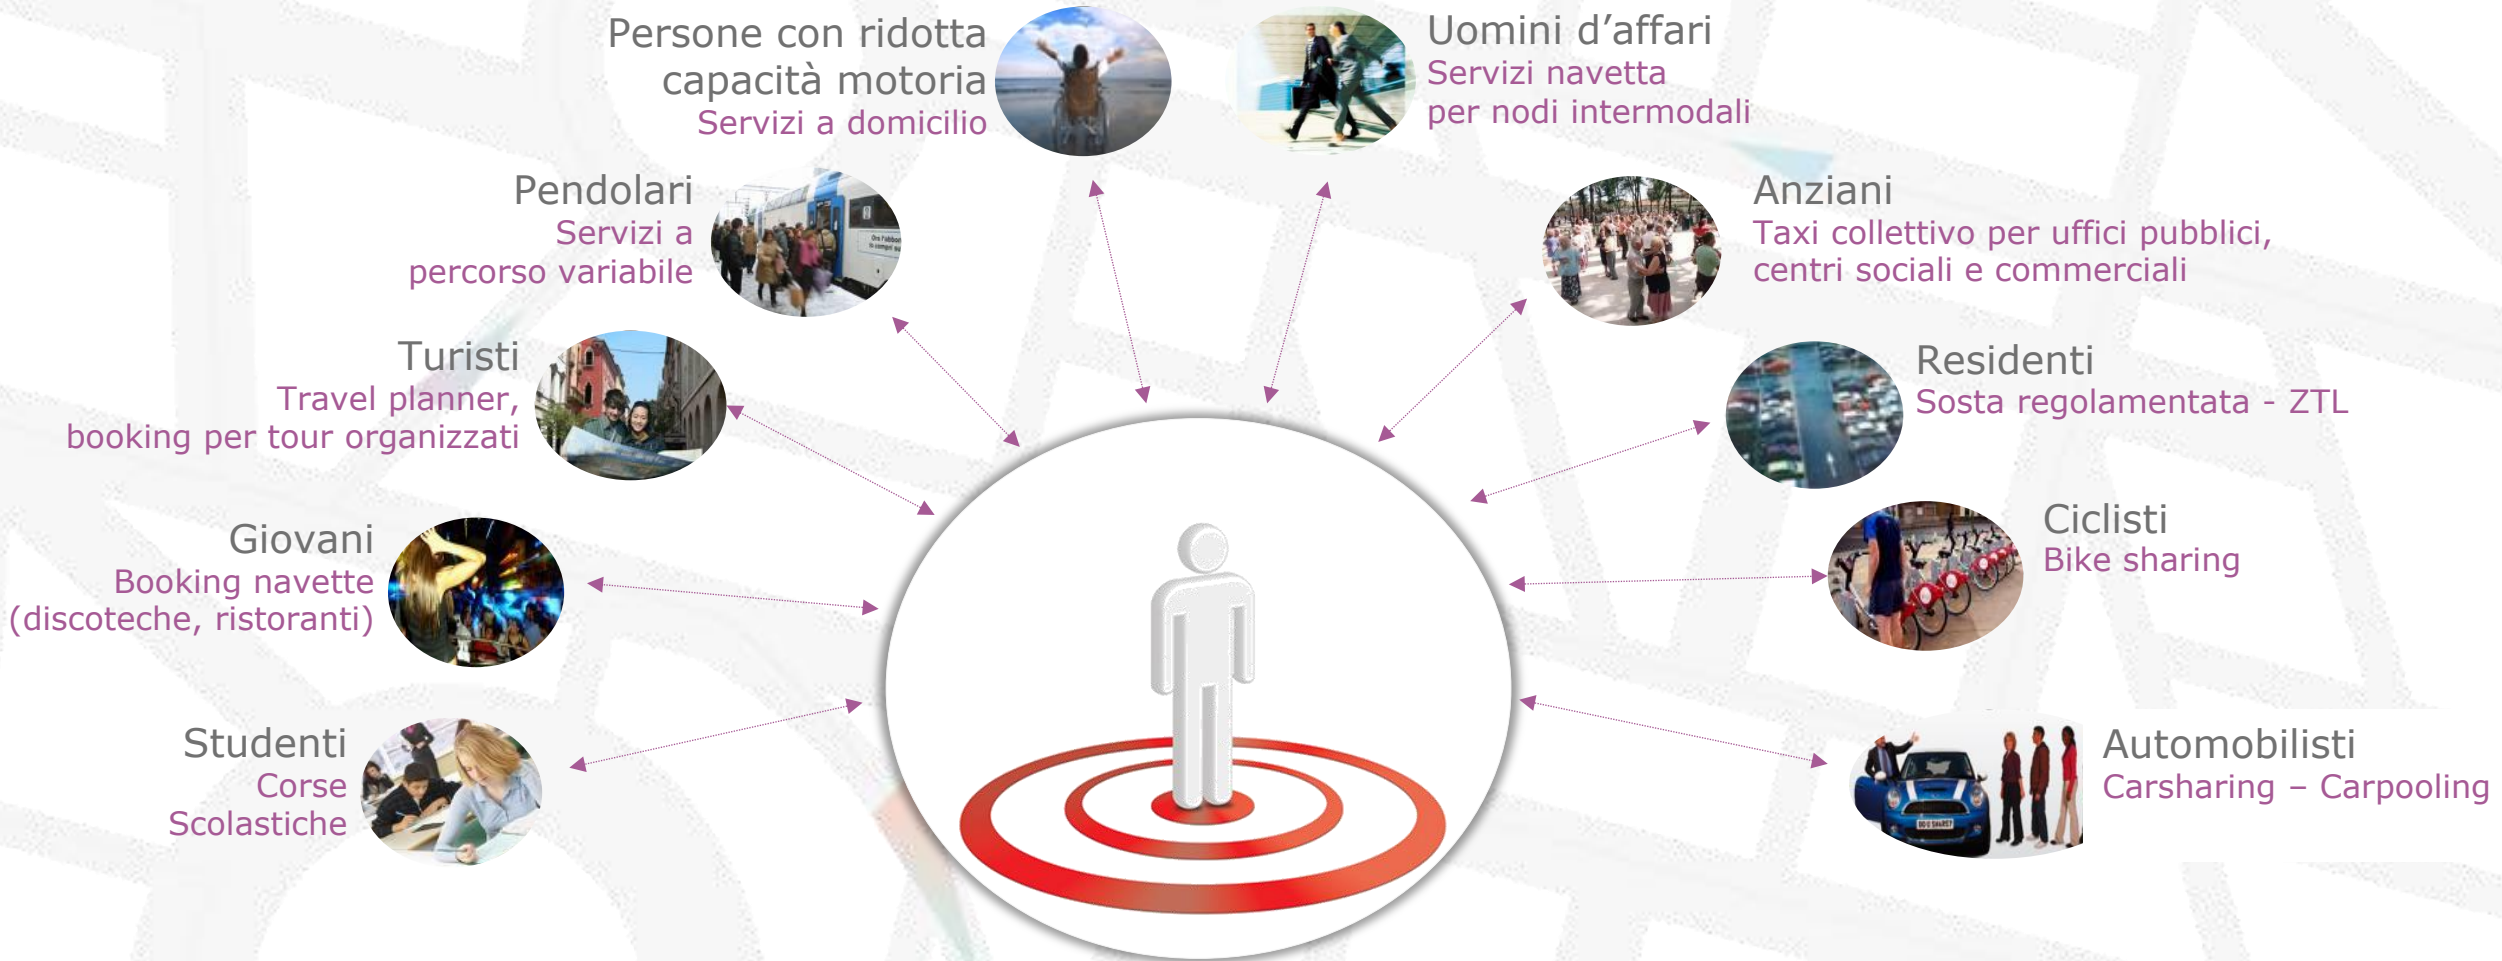 Persone con ridotta
capacità motoria
Servizi a domicilio
Uomini d’affari
Servizi navetta
per nodi intermodali
Pendolari
Servizi a
percorso variabile
Anziani
Taxi collettivo per uffici pubblici,
centri sociali e commerciali
Turisti
Travel planner,
booking per tour organizzati
Residenti
Sosta regolamentata - ZTL
Giovani
Booking navette
(discoteche, ristoranti)
Ciclisti
Bike sharing
Studenti
Corse
Scolastiche
Automobilisti
Carsharing – Carpooling